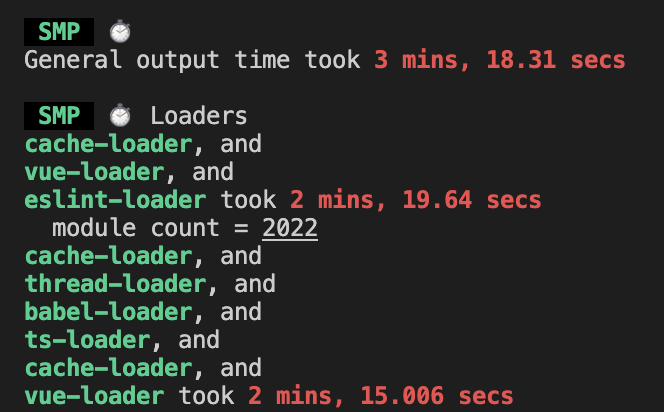 SMP ⏱
General output time took 3 mins, 18.31 secs
SMP ⏱ Loaders
cache-loader, and
vue-loader, and
eslint-loader took 2 mins, 19.64 secs
module count = 2022
cache-loader, and
thread-loader, and
babel-loader, and
ts-loader, and
cache-loader, and
vue-loader took 2 mins, 15.006 secs